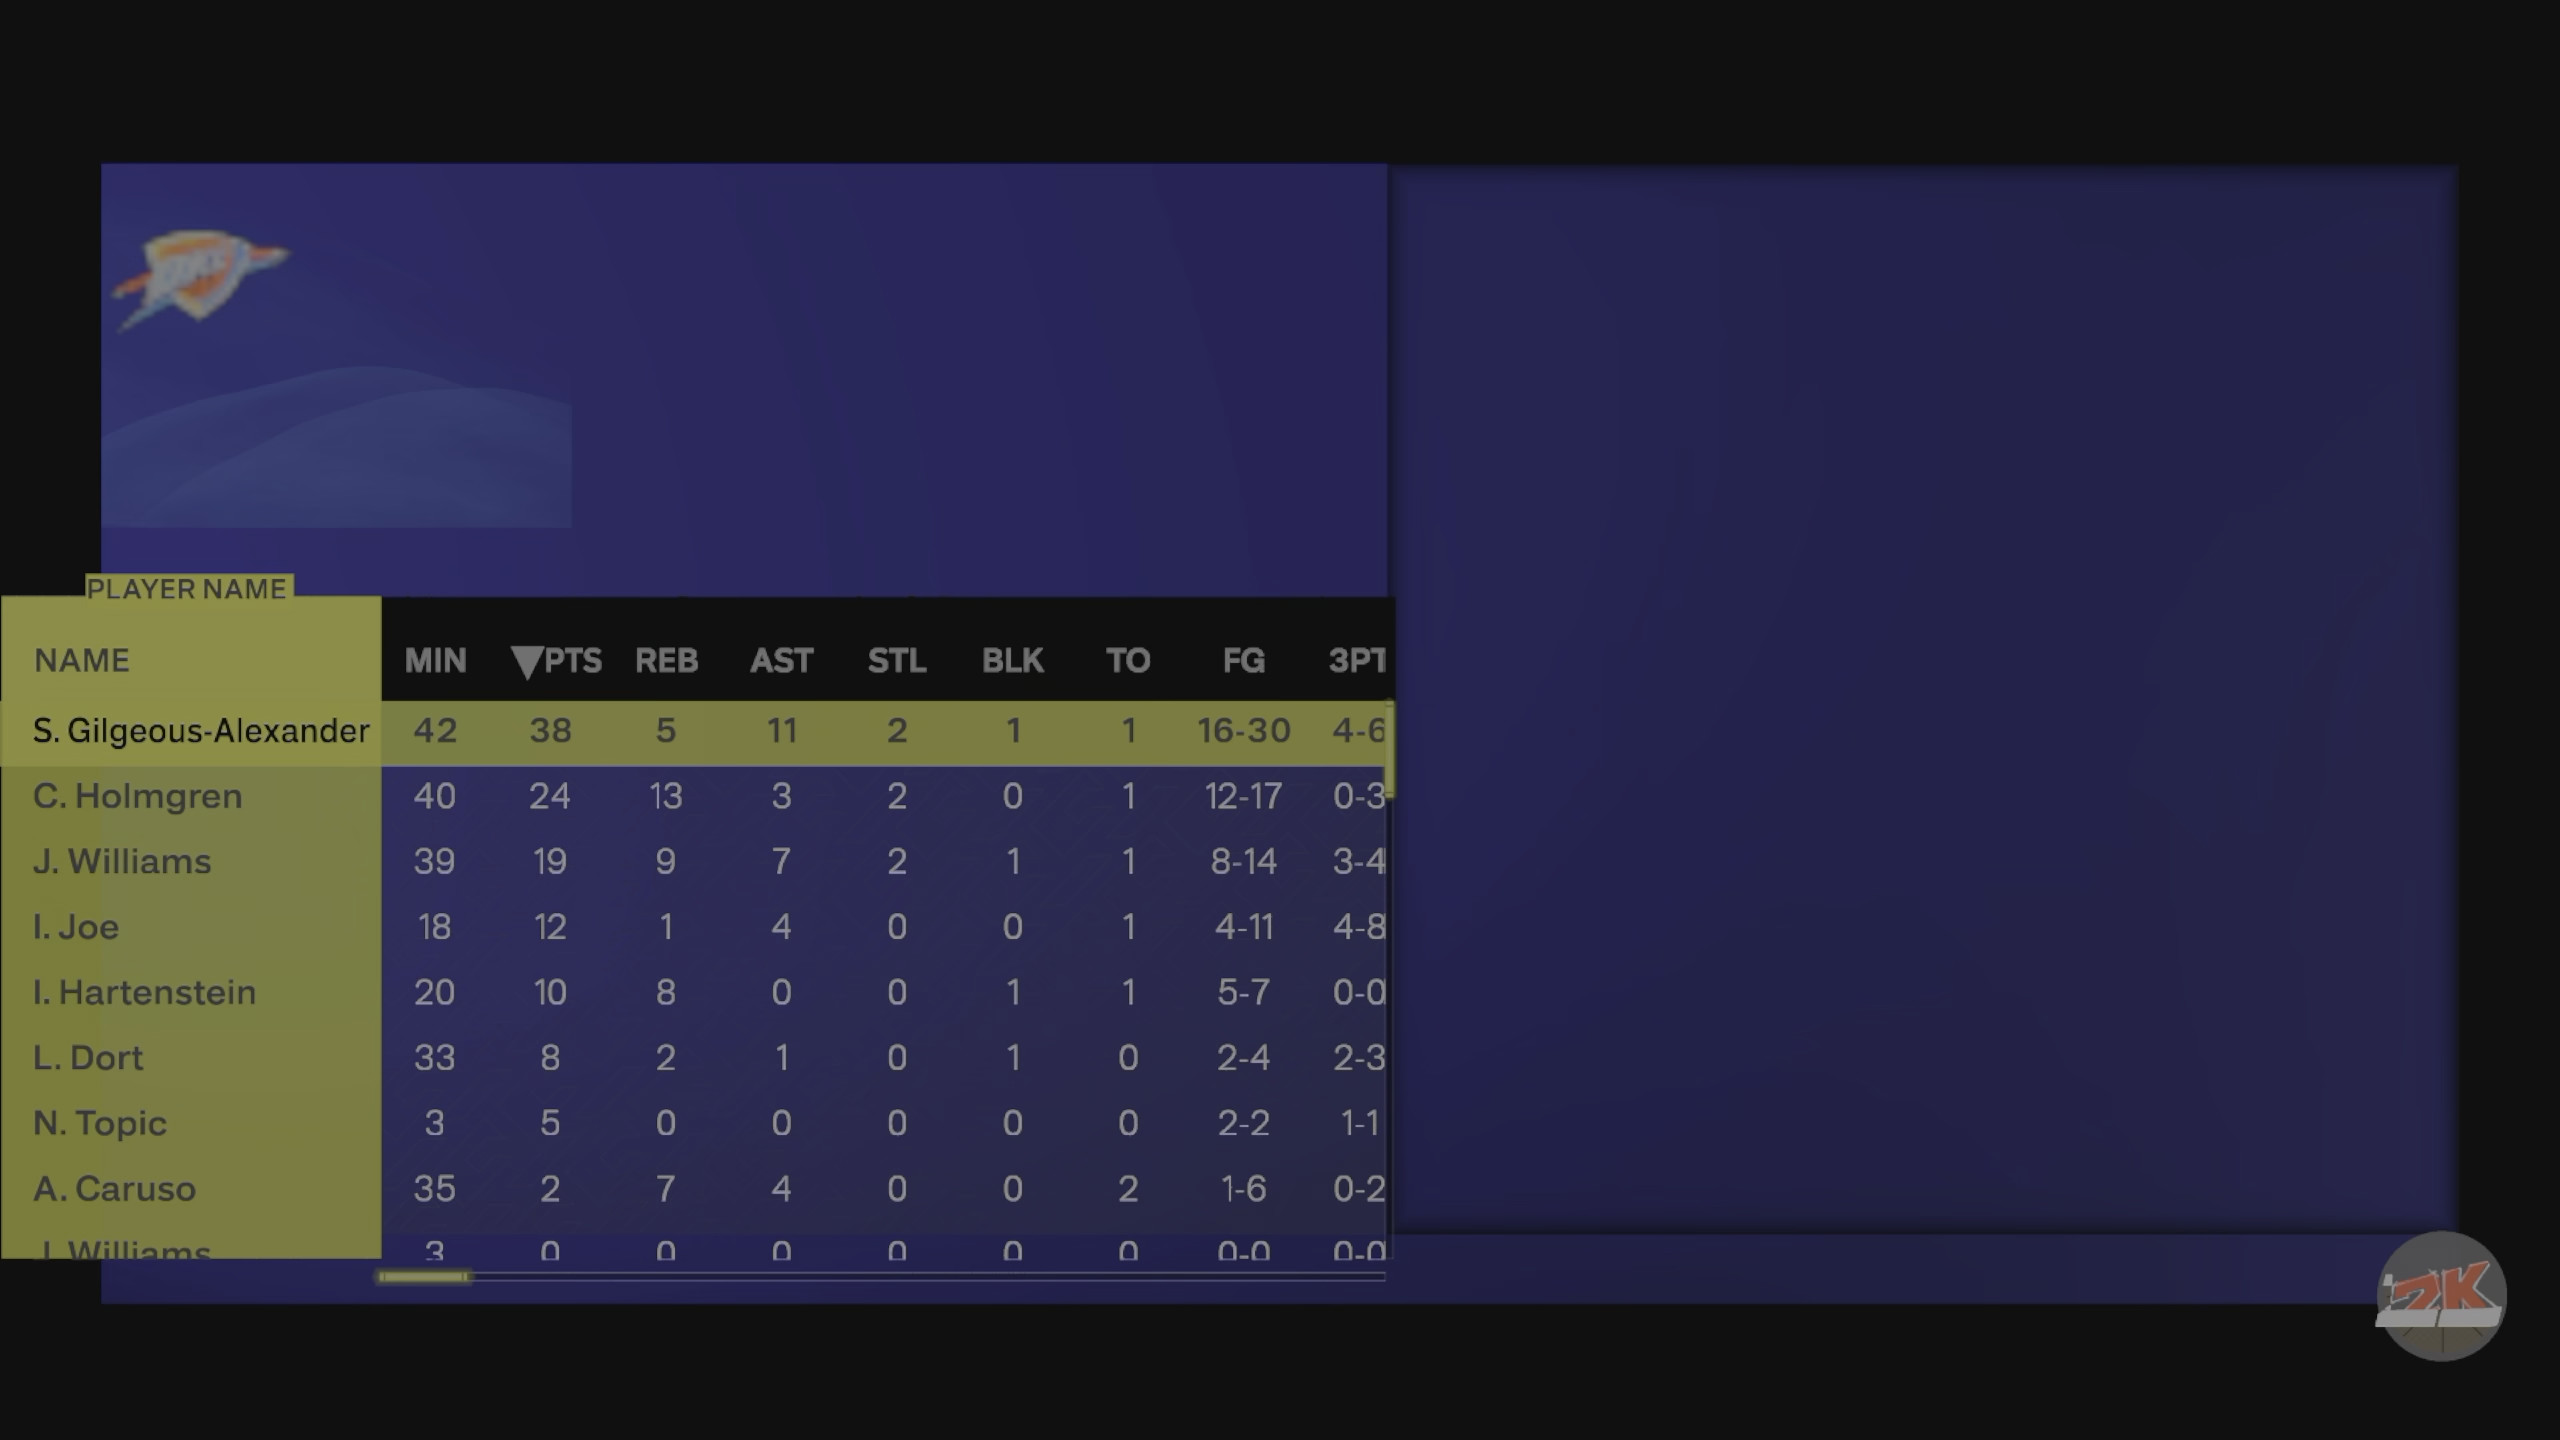 PLAYER NAME
NAME MIN ▼PTS REB AST STL BLK TO FG 3PT
S. Gilgeous-Alexander 42 38 5 11 2 1 1 16-30 4-6
C. Holmgren 40 24 13 3 2 0 1 12-17 0-3
J. Williams 39 19 9 7 2 1 1 8-14 3-4
I. Joe 18 12 1 4 0 0 1 4-11 4-8
I. Hartenstein 20 10 8 0 0 1 1 5-7 0-0
L. Dort 33 8 2 1 0 1 0 2-4 2-3
N. Topic 3 5 0 0 0 0 0 2-2 1-1
A. Caruso 35 2 7 4 0 0 2 1-6 0-2
J. Williams 3 0 0 0 0 0 0 0-0 0-0
2K